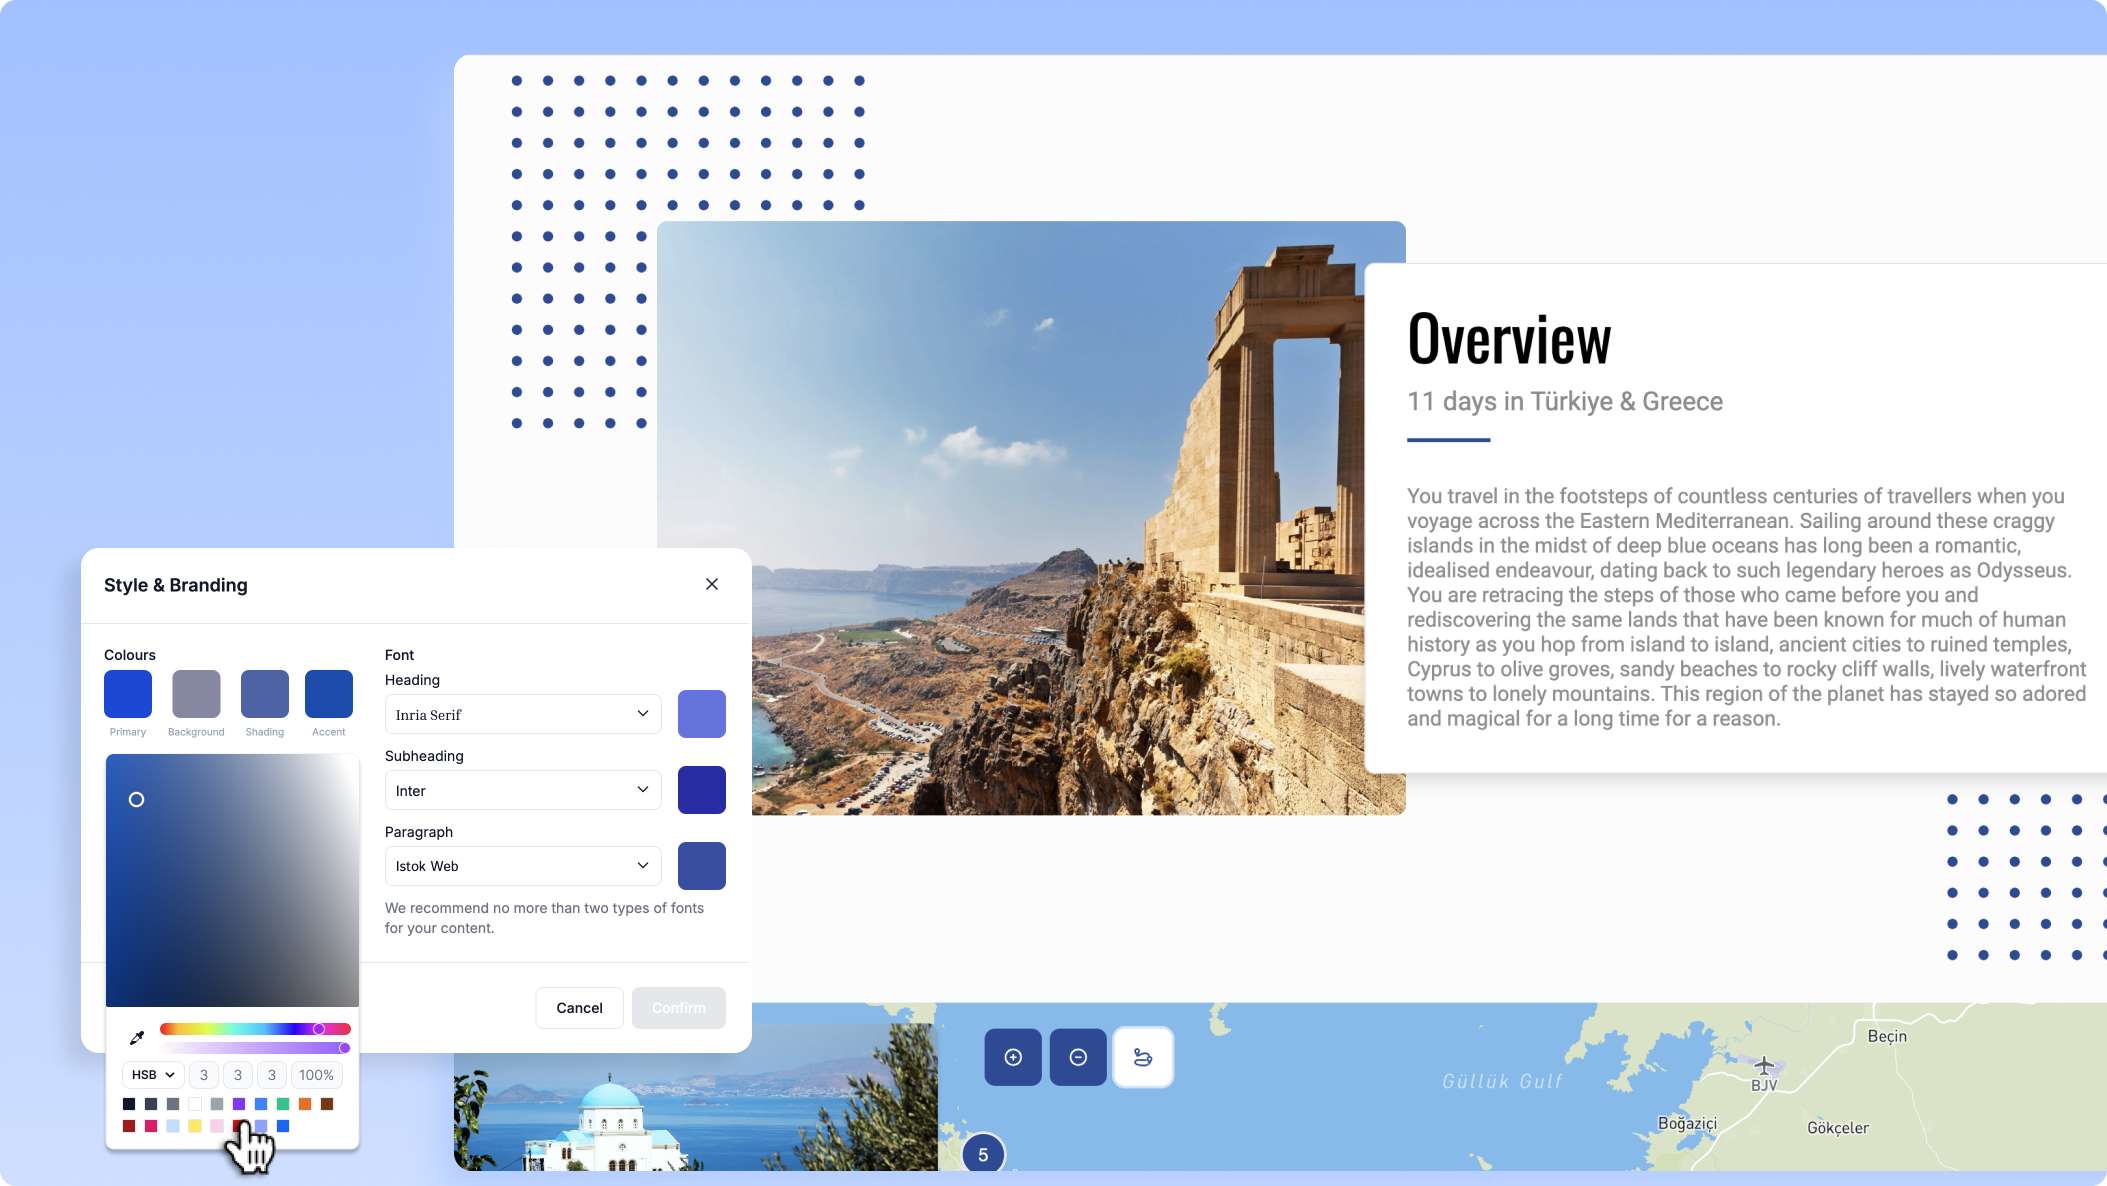 Overview
11 days in Türkiye & Greece
You travel in the footsteps of countless centuries of travellers when you
voyage across the Eastern Mediterranean. Sailing around these craggy
islands in the midst of deep blue oceans has long been a romantic,
idealised endeavour, dating back to such legendary heroes as Odysseus.
You are retracing the steps of those who came before you and
rediscovering the same lands that have been known for much of human
history as you hop from island to island, ancient cities to ruined temples,
Cyprus to olive groves, sandy beaches to rocky cliff walls, lively waterfront
towns to lonely mountains. This region of the planet has stayed so adored
and magical for a long time for a reason.
Style & Branding
Colours
Primary
Background
Shading
Accent
Font
Heading
Inria Serif
Subheading
Inter
Paragraph
Istok Web
We recommend no more than two types of fonts
for your content.
Cancel
Confirm
HSB
3
3
3
100%
Güllük Gulf
Beçin
BJV
Boğaziçi
Gökçeler
5